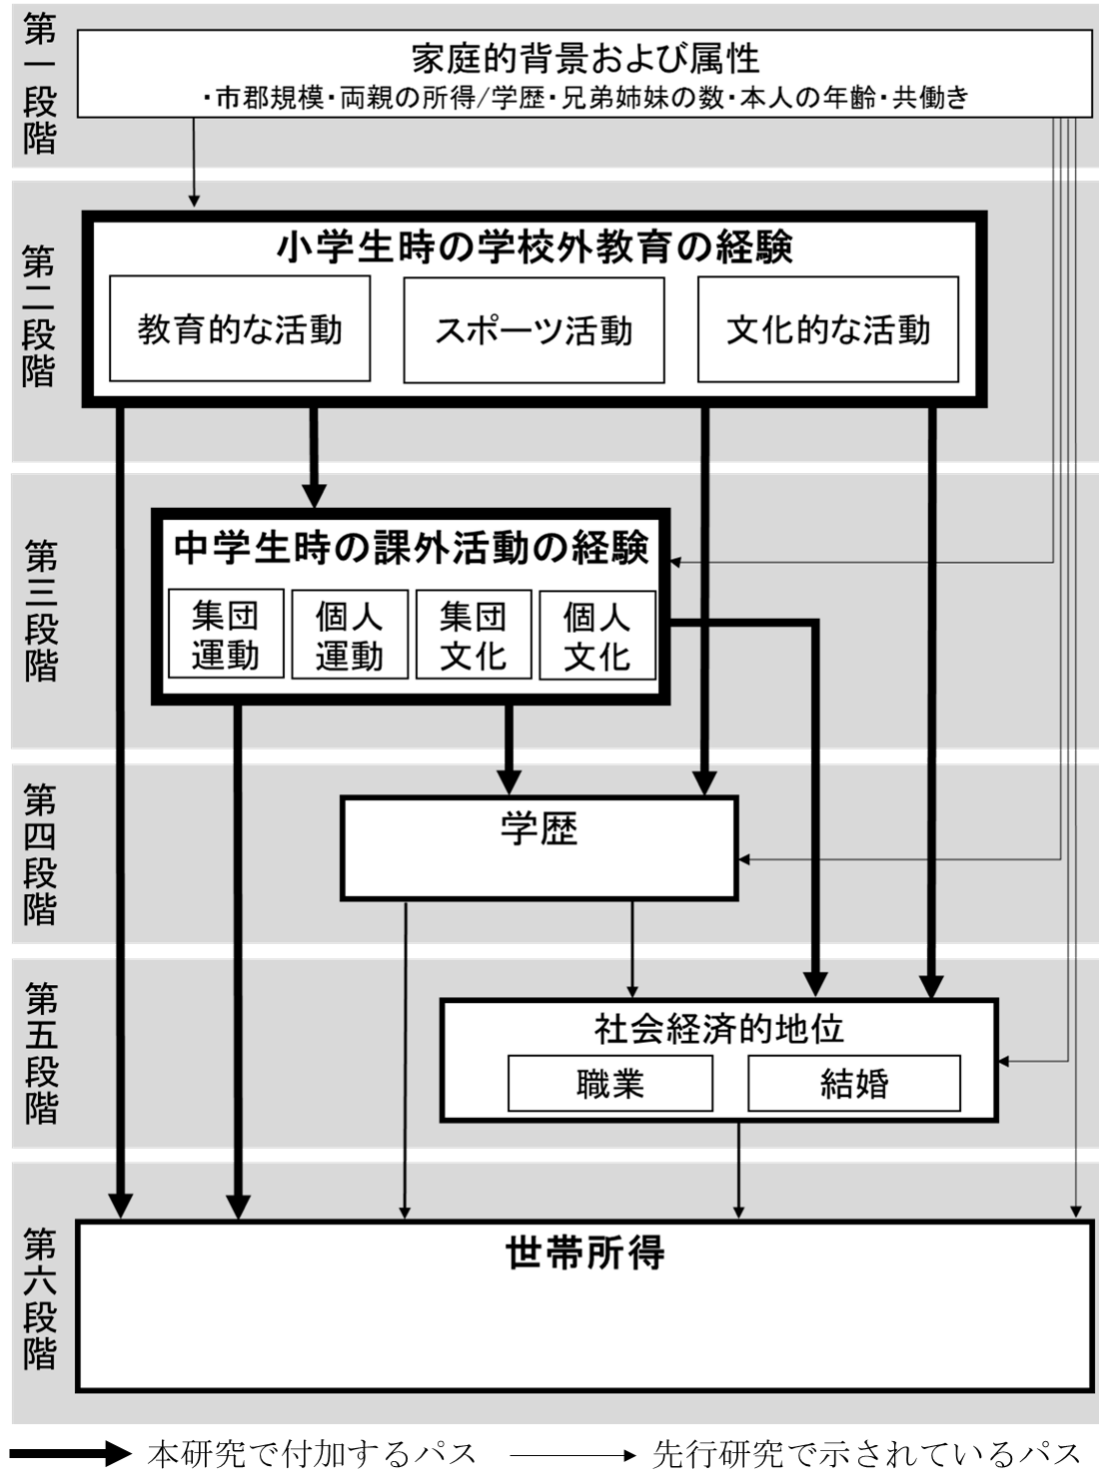 第一段階
家庭的背景および属性
・市郡規模・両親の所得/学歴・兄弟姉妹の数・本人の年齢・共働き
第二段階
小学生時の学校外教育の経験
教育的な活動
スポーツ活動
文化的な活動
第三段階
中学生時の課外活動の経験
集団
運動
個人
運動
集団
文化
個人
文化
第四段階
学歴
第五段階
社会経済的地位
職業
結婚
第六段階
世帯所得
本研究で付加するパス
先行研究で示されているパス